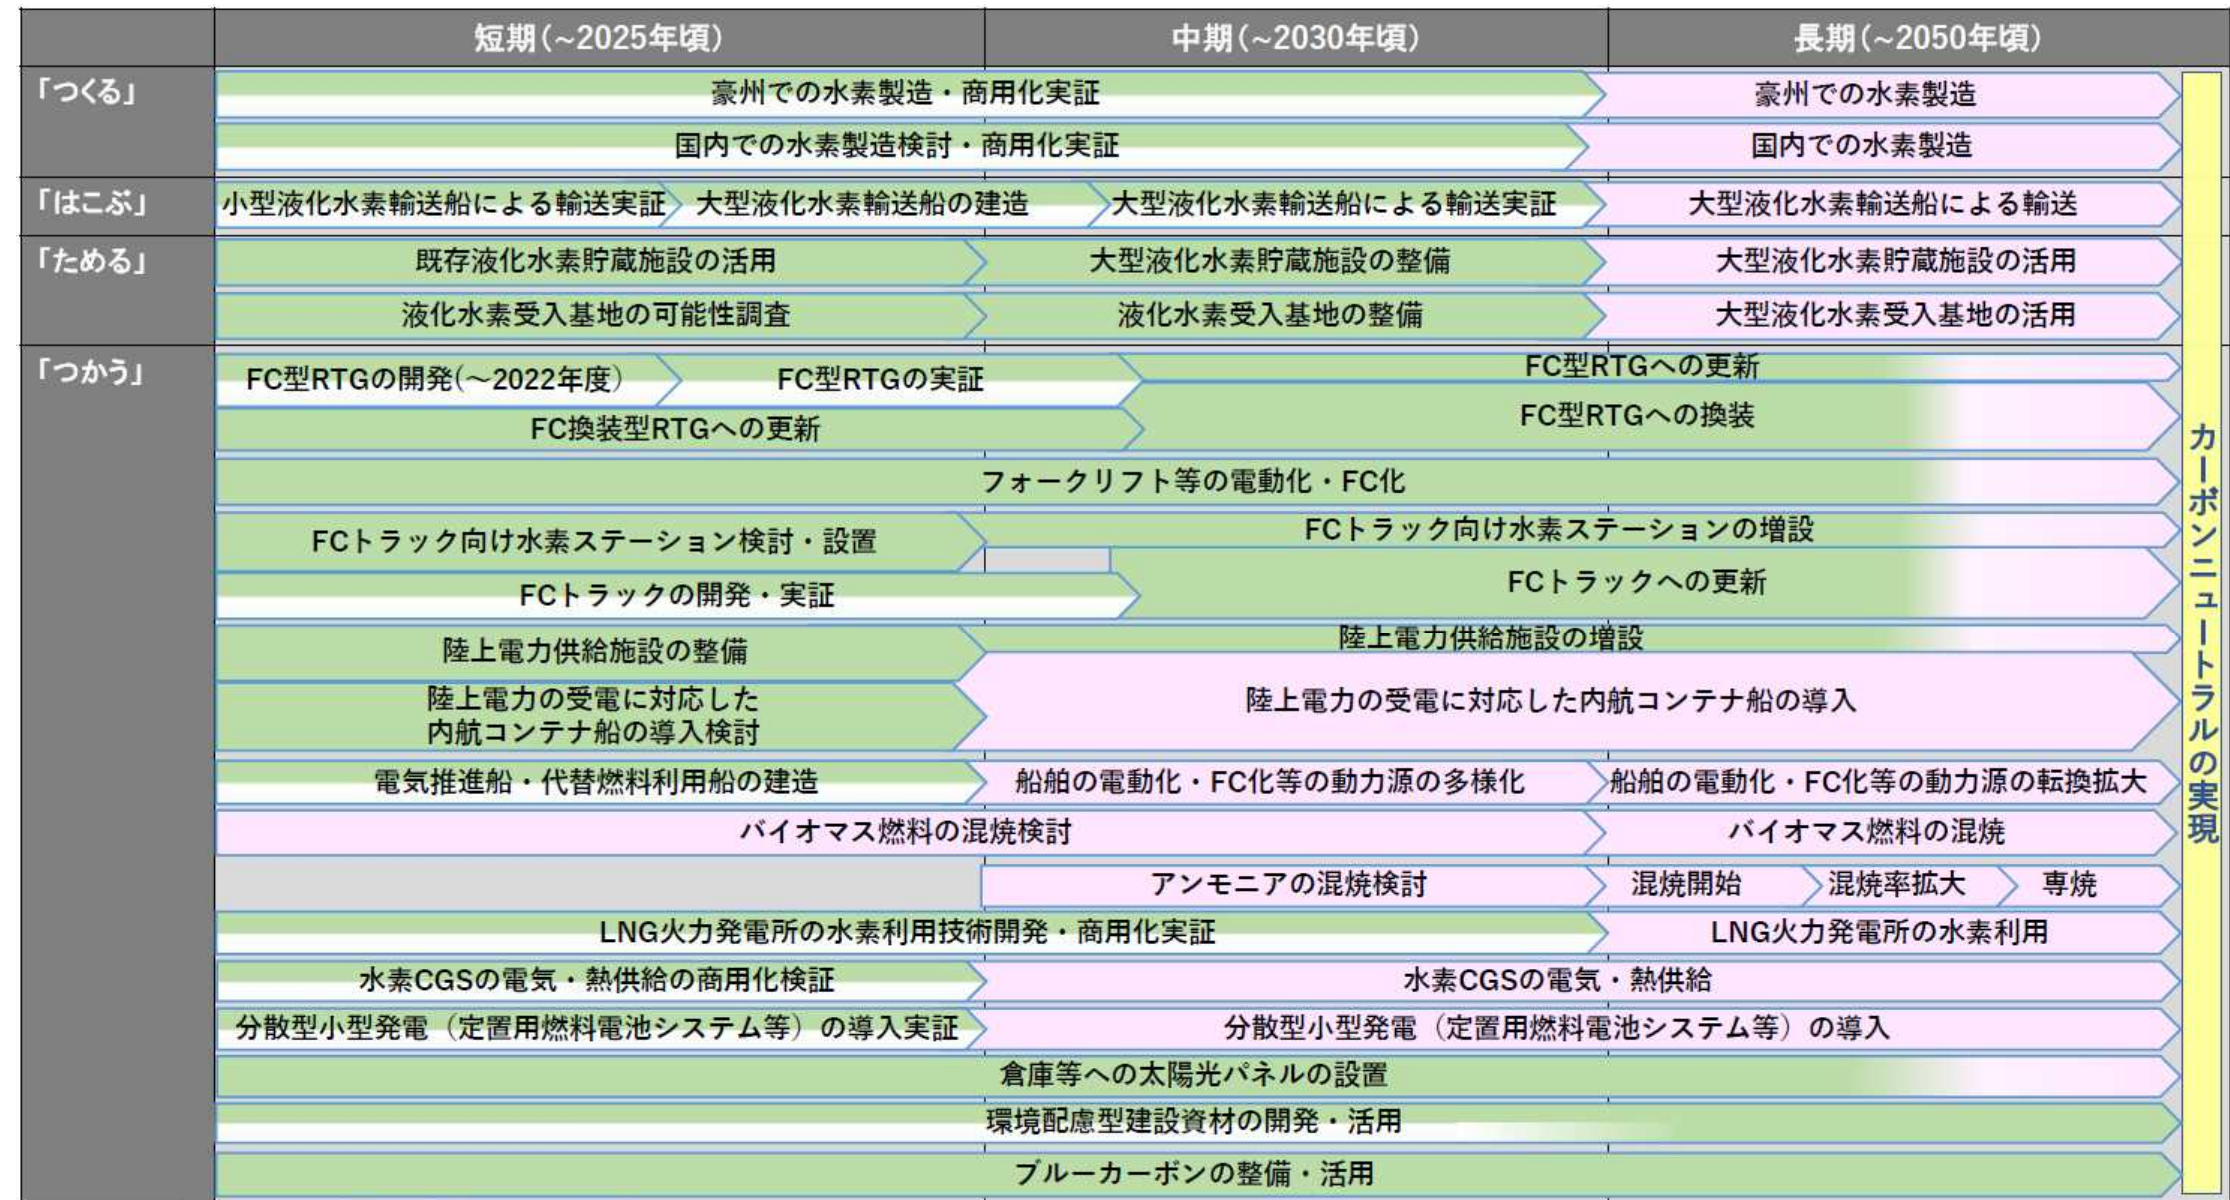 短期(~2025年頃)
中期(~2030年頃)
長期(~2050年頃)
「つくる」
豪州での水素製造・商用化実証
豪州での水素製造
国内での水素製造検討・商用化実証
国内での水素製造
「はこぶ」
小型液化水素輸送船による輸送実証
大型液化水素輸送船の建造
大型液化水素輸送船による輸送実証
大型液化水素輸送船による輸送
「ためる」
既存液化水素貯蔵施設の活用
大型液化水素貯蔵施設の整備
大型液化水素貯蔵施設の活用
液化水素受入基地の可能性調査
液化水素受入基地の整備
大型液化水素受入基地の活用
「つかう」
FC型RTGの開発(～2022年度)
FC型RTGの実証
FC型RTGへの更新
FC換装型RTGへの更新
FC型RTGへの換装
フォークリフト等の電動化・FC化
FCトラック向け水素ステーション検討・設置
FCトラック向け水素ステーションの増設
FCトラックの開発・実証
FCトラックへの更新
陸上電力供給施設の整備
陸上電力供給施設の増設
陸上電力の受電に対応した
内航コンテナ船の導入検討
陸上電力の受電に対応した内航コンテナ船の導入
電気推進船・代替燃料利用船の建造
船舶の電動化・FC化等の動力源の多様化
船舶の電動化・FC化等の動力源の転換拡大
バイオマス燃料の混焼検討
バイオマス燃料の混焼
アンモニアの混焼検討
混焼開始
混焼率拡大
専焼
LNG火力発電所の水素利用技術開発・商用化実証
LNG火力発電所の水素利用
水素CGSの電気・熱供給の商用化検証
水素CGSの電気・熱供給
分散型小型発電（定置用燃料電池システム等）の導入実証
分散型小型発電（定置用燃料電池システム等）の導入
倉庫等への太陽光パネルの設置
環境配慮型建設資材の開発・活用
ブルーカーボンの整備・活用
カーボンニュートラルの実現